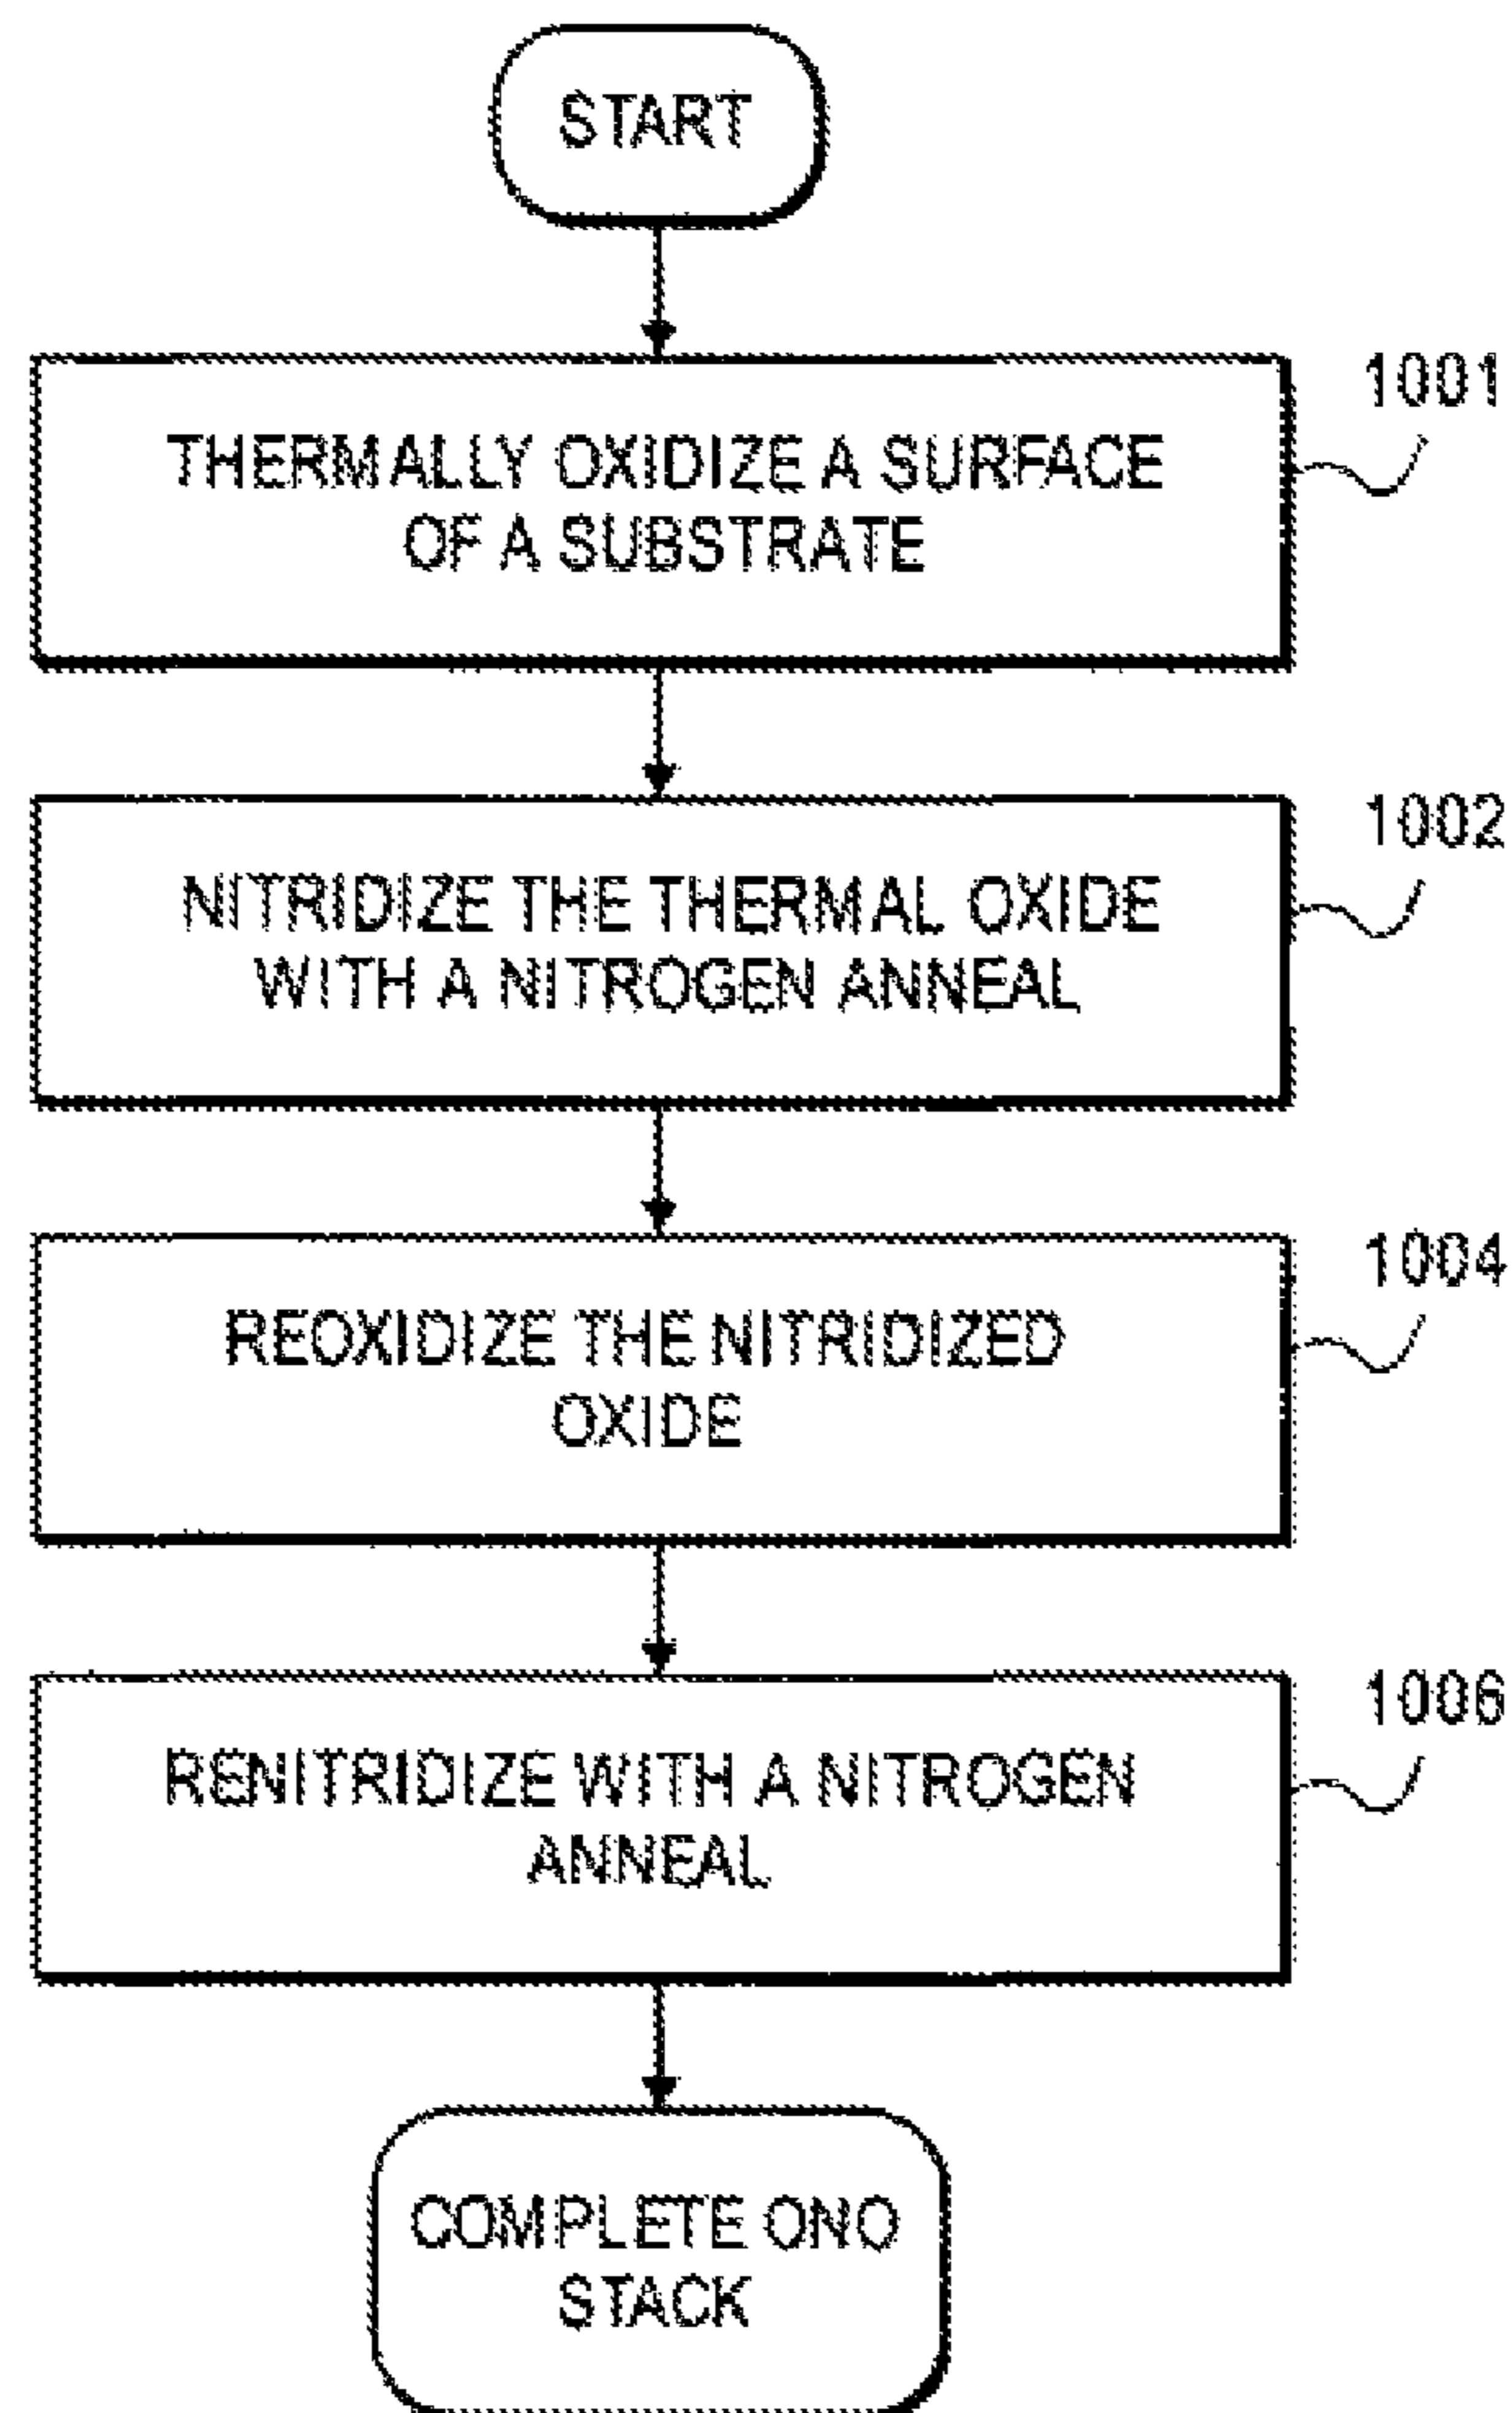 START
1001
THERMALLY OXIDIZE A SURFACE
OF A SUBSTRATE
1002
NITRIDIZE THE THERMAL OXIDE
WITH A NITROGEN ANNEAL
1004
REOXIDIZE THE NITRIDIZED
OXIDE
1006
RENITRIDIZE WITH A NITROGEN
ANNEAL
COMPLETE ONO
STACK